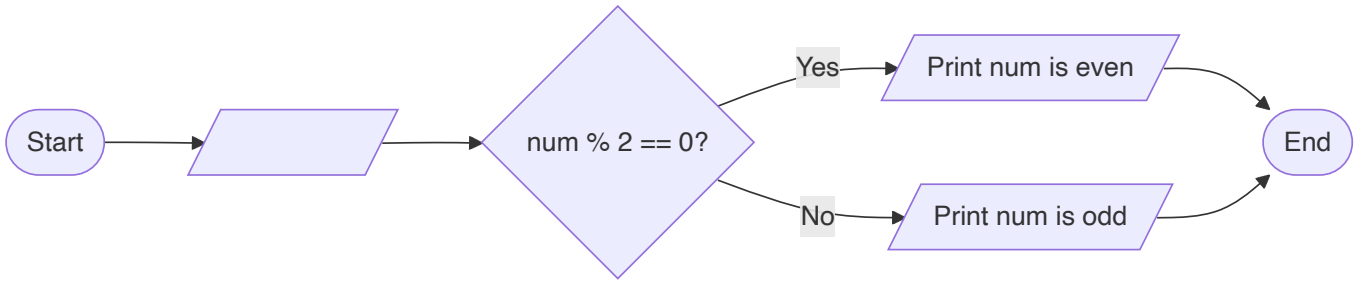 Start
num % 2 == 0?
Yes
Print num is even
No
Print num is odd
End